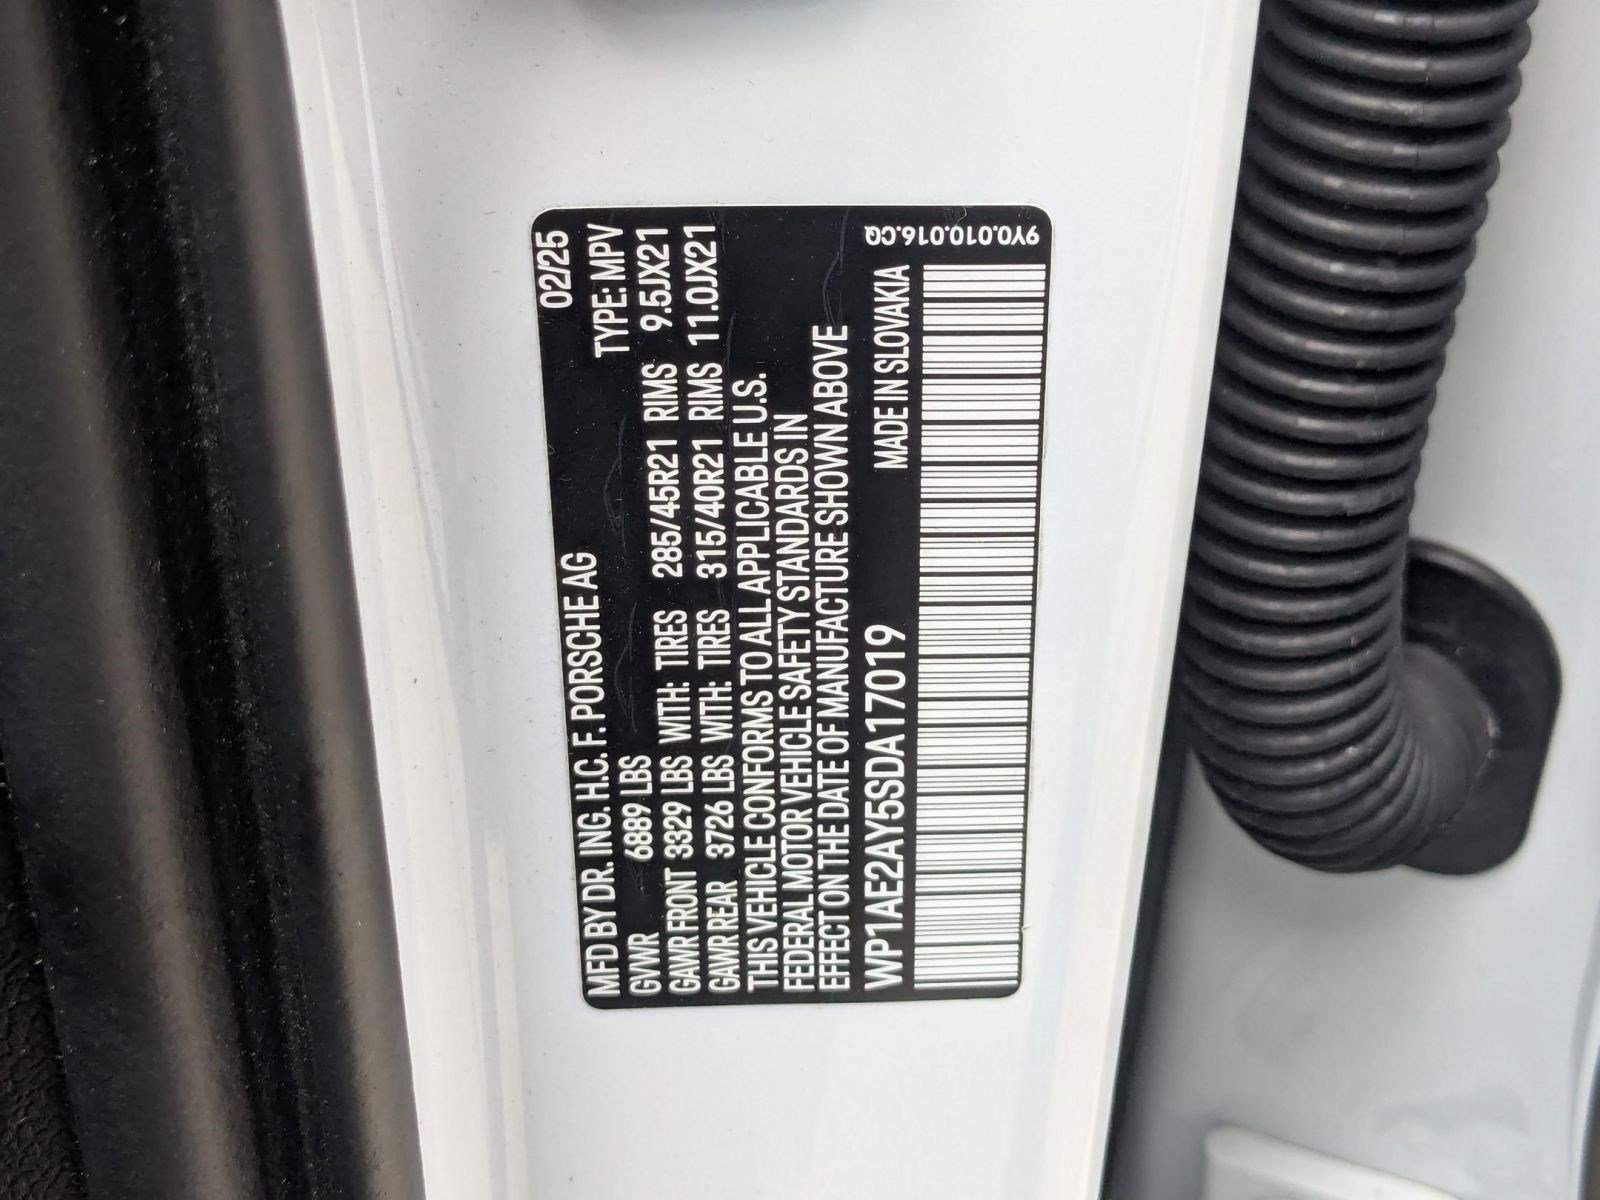 MFD BY DR. ING. H.C. F. PORSCHE AG 02/25
GVWR 6889 LBS TYPE: MPV
GAWR FRONT 3329 LBS WITH: TIRES 285/45R21 RIMS 9.5JX21
GAWR REAR 3726 LBS WITH: TIRES 315/40R21 RIMS 11.0JX21
THIS VEHICLE CONFORMS TO ALL APPLICABLE U.S.
FEDERAL MOTOR VEHICLE SAFETY STANDARDS IN
EFFECT ON THE DATE OF MANUFACTURE SHOWN ABOVE
WP1AE2AY5SDA17019 MADE IN SLOVAKIA
9Y0.010.016.CQ